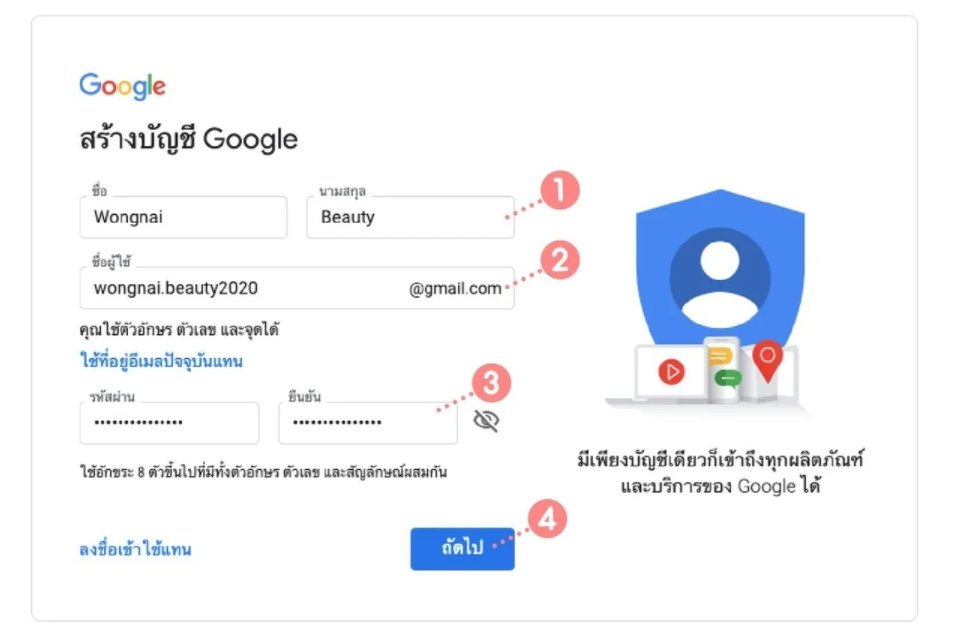 Google
สร้างบัญชี Google
ชื่อ
Wongnai
นามสกุล
Beauty
1
ชื่อผู้ใช้
wongnai.beauty2020
@gmail.com
2
คุณใช้ตัวอักษร ตัวเลข และจุดได้
ใช้ที่อยู่อีเมลปัจจุบันแทน
รหัสผ่าน
•••••••••••••••
ยืนยัน
•••••••••••••••
3
ใช้อักขระ 8 ตัวขึ้นไปที่มีทั้งตัวอักษร ตัวเลข และสัญลักษณ์ผสมกัน
ลงชื่อเข้าใช้แทน
ถัดไป
4
มีเพียงบัญชีเดียวก็เข้าถึงทุกผลิตภัณฑ์
และบริการของ Google ได้